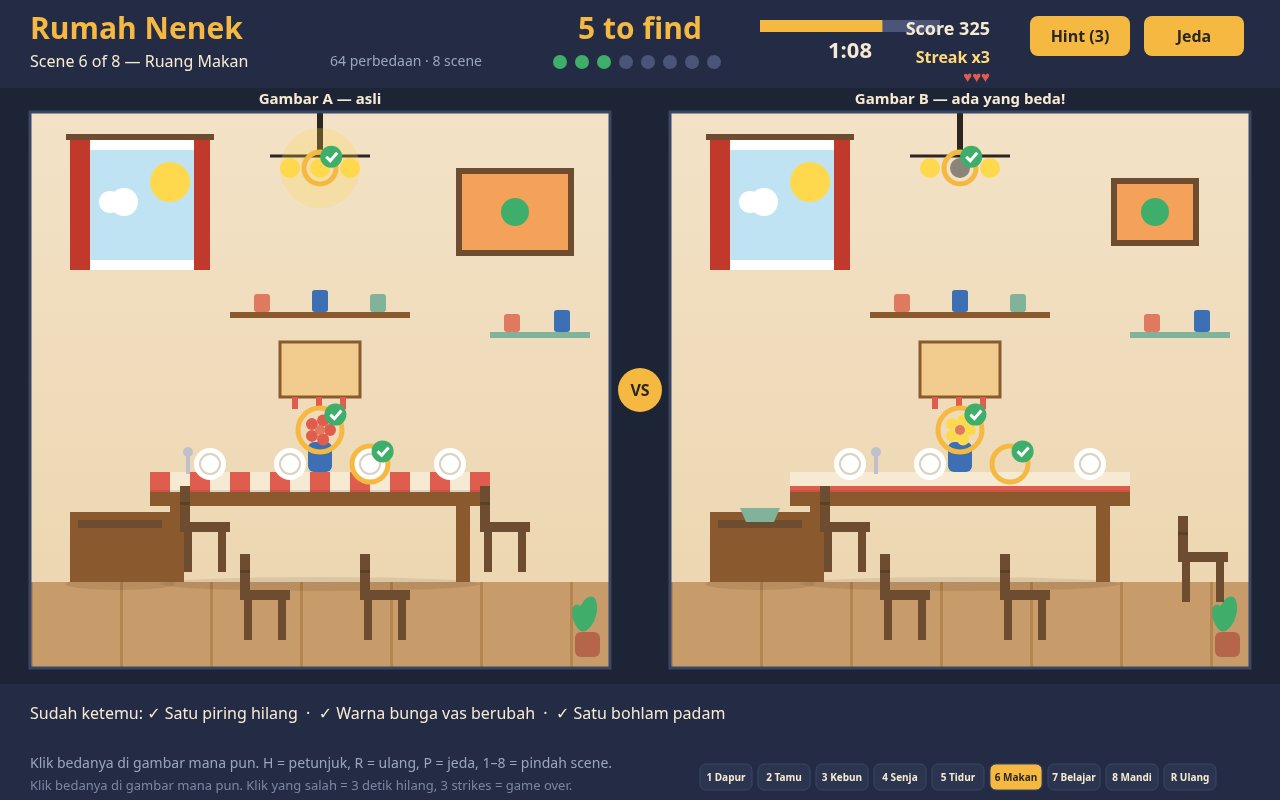 Rumah Nenek
Scene 6 of 8 — Ruang Makan
64 perbedaan · 8 scene
5 to find
1:08
Score 325
Streak x3
♥♥♥
Hint (3)
Jeda
Gambar A — asli
Gambar B — ada yang beda!
VS
Sudah ketemu: ✓ Satu piring hilang · ✓ Warna bunga vas berubah · ✓ Satu bohlam padam
Klik bedanya di gambar mana pun. H = petunjuk, R = ulang, P = jeda, 1–8 = pindah scene.
Klik bedanya di gambar mana pun. Klik yang salah = 3 detik hilang, 3 strikes = game over.
1 Dapur
2 Tamu
3 Kebun
4 Senja
5 Tidur
6 Makan
7 Belajar
8 Mandi
R Ulang